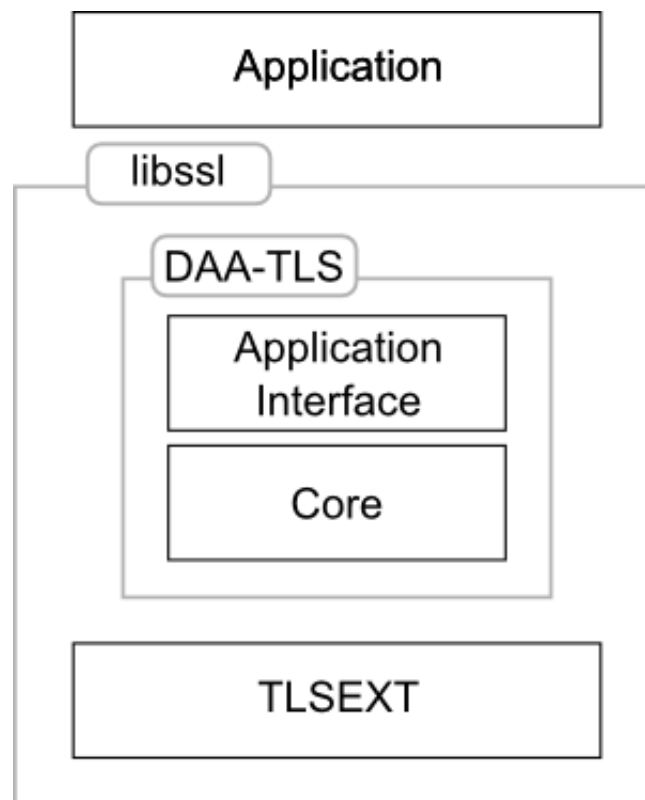 Application
libssl
DAA-TLS
Application
Interface
Core
TLSEXT